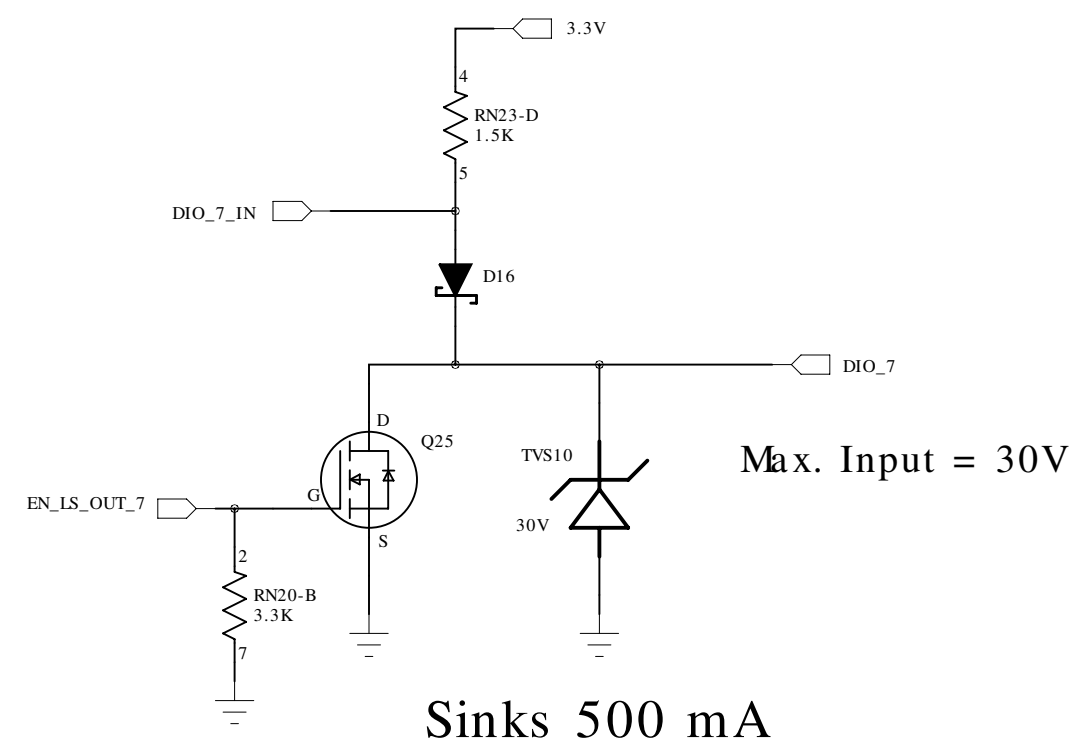 3.3V
4
RN23-D
1.5K
5
DIO_7_IN
D16
DIO_7
D
Q25
TVS10
Max. Input = 30V
EN_LS_OUT_7
G
30V
S
2
RN20-B
3.3K
7
Sinks 500 mA